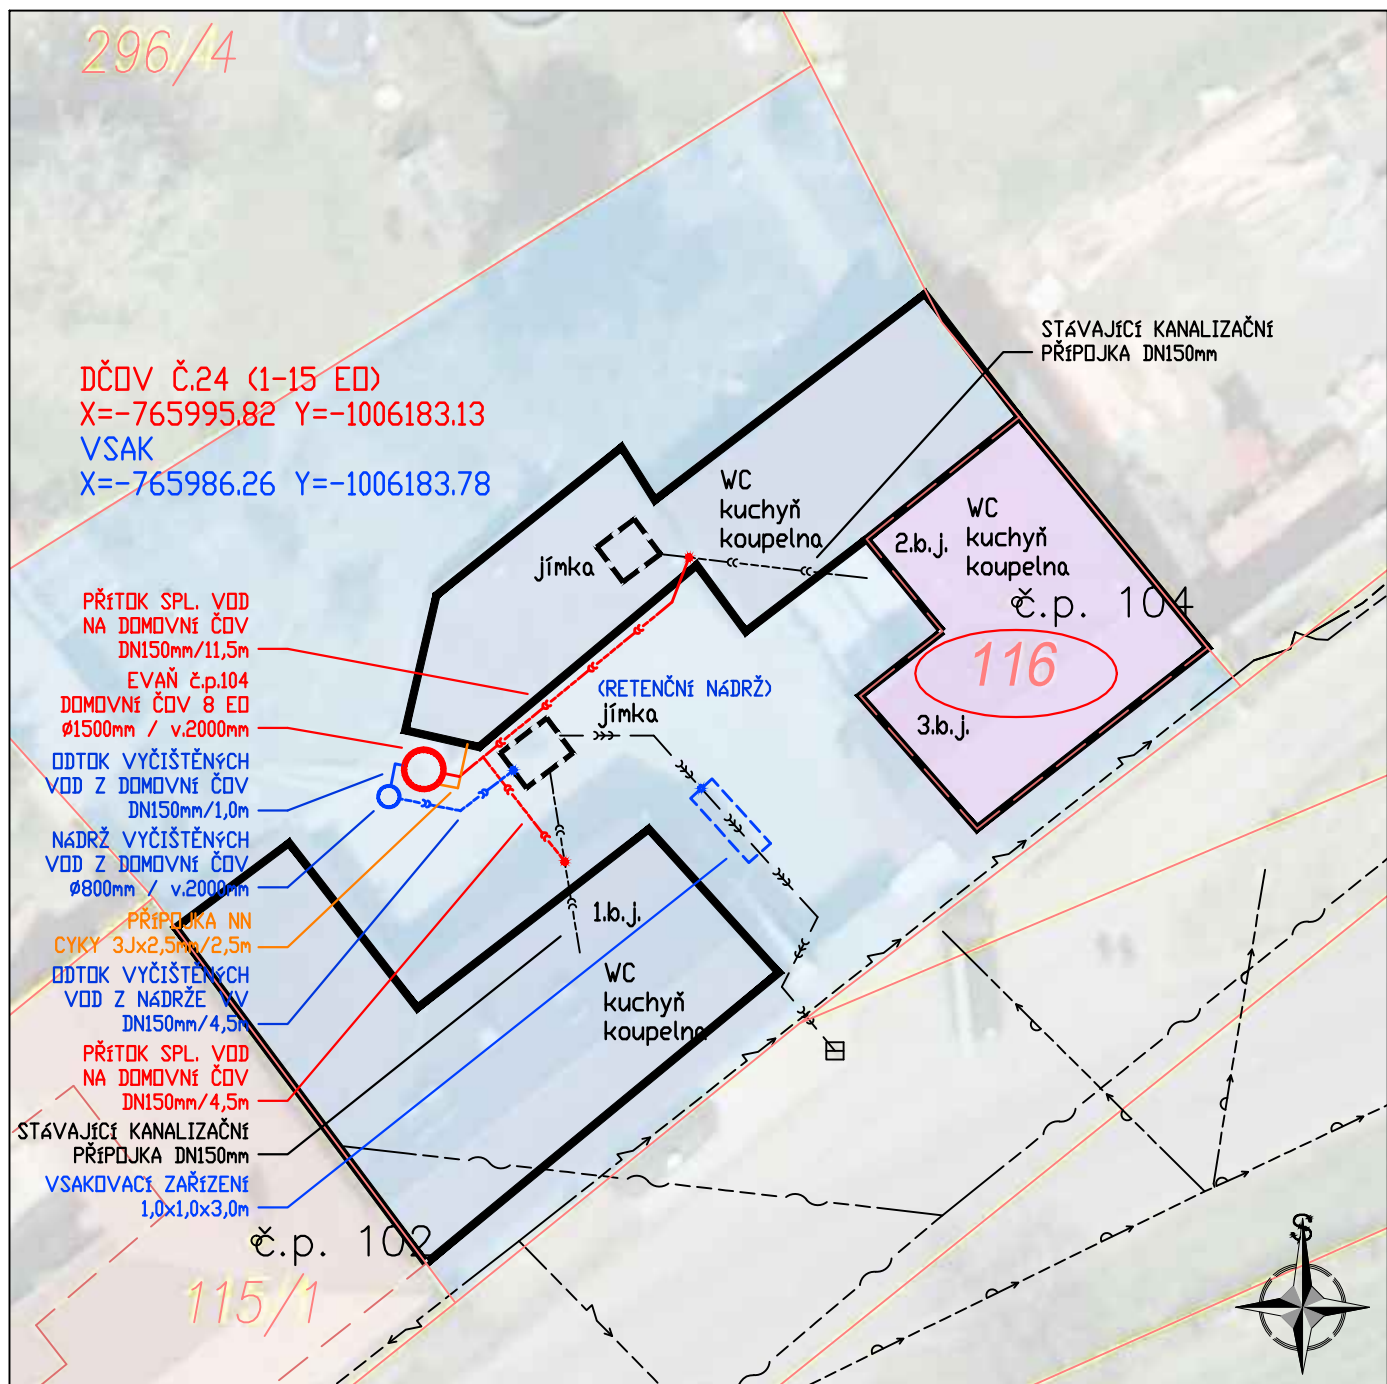 296/4
STÁVAJÍCÍ KANALIZAČNÍ
PŘÍPOJKA DN150mm
DČOV Č.24 (1-15 EO)
X=-765995.82 Y=-1006183.13
VSAK
X=-765986.26 Y=-1006183.78
WC
kuchyň
koupelna
WC
kuchyň
koupelna
2.b.j.
jímka
č.p. 104
116
3.b.j.
(RETENČNÍ NÁDRŽ)
jímka
PŘÍTOK SPL. VOD
NA DOMOVNÍ ČOV
DN150mm/11,5m
EVAŇ č.p.104
DOMOVNÍ ČOV 8 EO
Ø1500mm / v.2000mm
ODTOK VYČIŠTĚNÝCH
VOD Z DOMOVNÍ ČOV
DN150mm/1,0m
NÁDRŽ VYČIŠTĚNÝCH
VOD Z DOMOVNÍ ČOV
Ø800mm / v.2000mm
PŘÍPOJKA NN
CYKY 3Jx2,5mm/2,5m
ODTOK VYČIŠTĚNÝCH
VOD Z NÁDRŽE VV
DN150mm/4,5m
PŘÍTOK SPL. VOD
NA DOMOVNÍ ČOV
DN150mm/4,5m
STÁVAJÍCÍ KANALIZAČNÍ
PŘÍPOJKA DN150mm
VSAKOVACÍ ZAŘÍZENÍ
1,0x1,0x3,0m
1.b.j.
WC
kuchyň
koupelna
č.p. 102
115/1
S